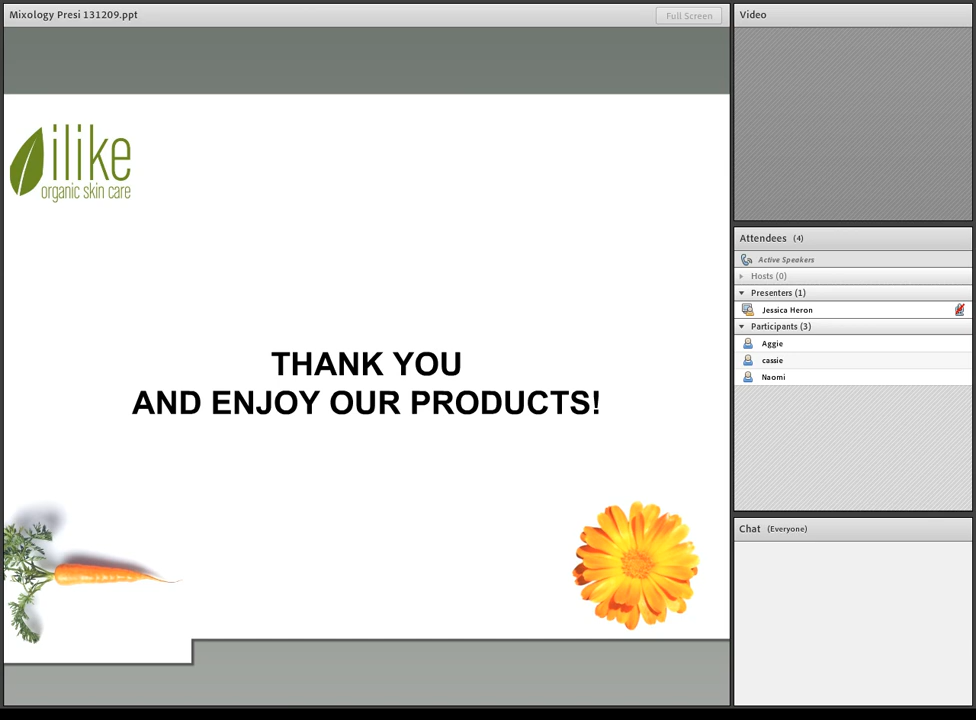 Mixology Presi 131209.ppt
Full Screen
ilike
organic skin care
THANK YOU
AND ENJOY OUR PRODUCTS!
Video
Attendees (4)
Active Speakers
Hosts (0)
Presenters (1)
Jessica Heron
Participants (3)
Aggie
cassie
Naomi
Chat (Everyone)